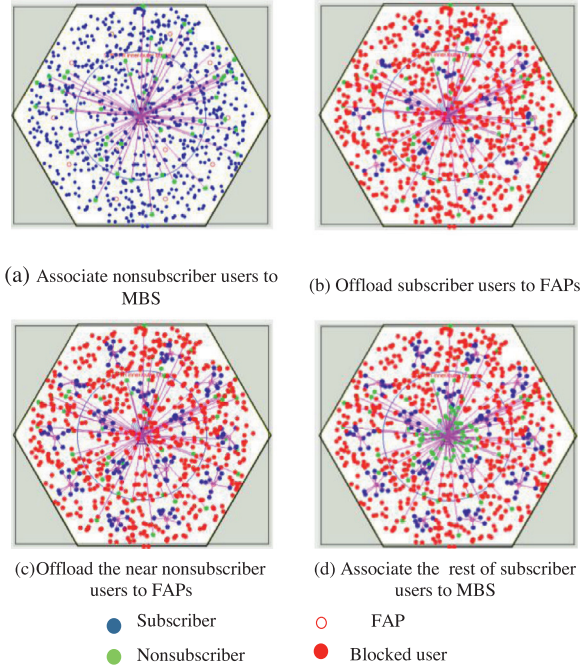 (a) Associate nonsubscriber users to
MBS
(b) Offload subscriber users to FAPs
(c)Offload the near nonsubscriber
users to FAPs
(d) Associate the rest of subscriber
users to MBS
Subscriber
FAP
Nonsubscriber
Blocked user